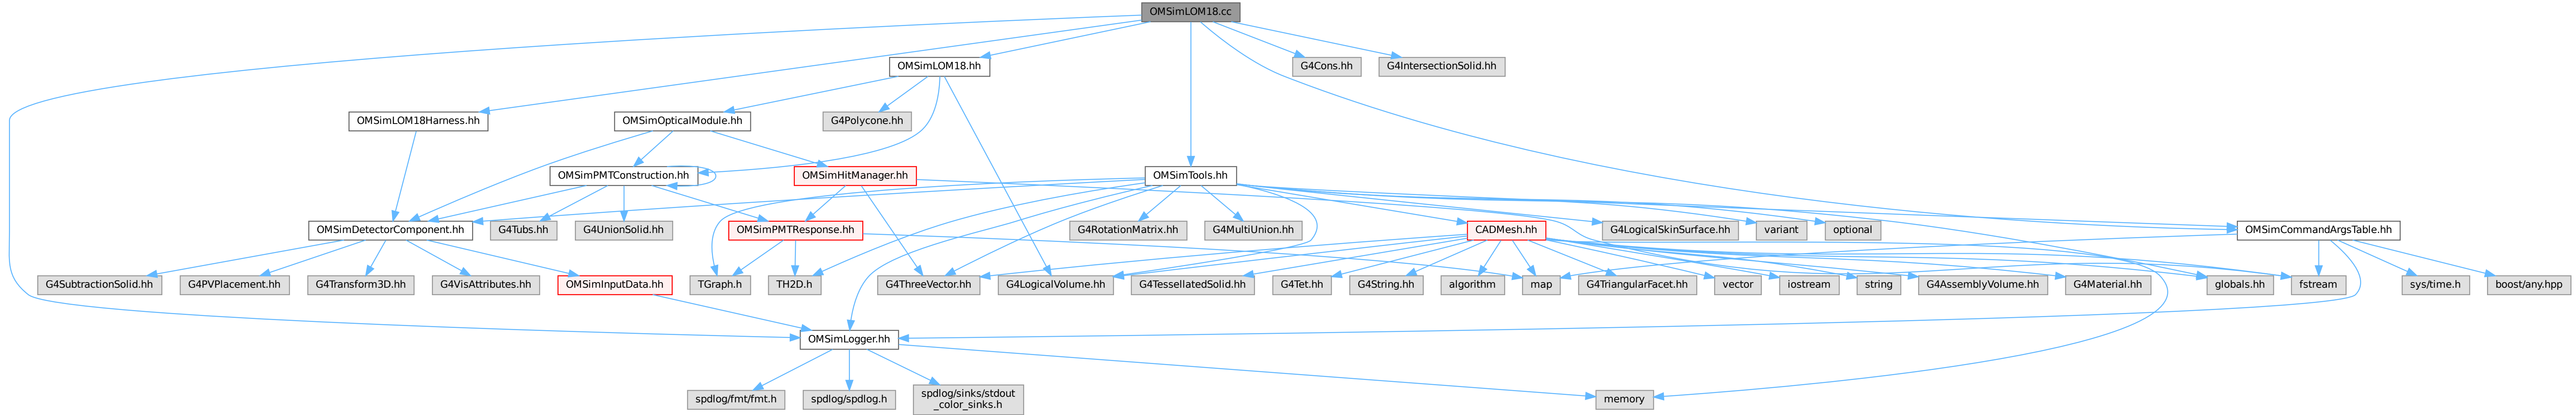 OMSimLOM18.cc
OMSimLOM18.hh
G4Cons.hh
G4IntersectionSolid.hh
OMSimLOM18Harness.hh
OMSimOpticalModule.hh
G4Polycone.hh
OMSimPMTConstruction.hh
OMSimHitManager.hh
OMSimTools.hh
OMSimDetectorComponent.hh
G4Tubs.hh
G4UnionSolid.hh
OMSimPMTResponse.hh
G4RotationMatrix.hh
G4MultiUnion.hh
CADMesh.hh
G4LogicalSkinSurface.hh
variant
optional
OMSimCommandArgsTable.hh
G4SubtractionSolid.hh
G4PVPlacement.hh
G4Transform3D.hh
G4VisAttributes.hh
OMSimInputData.hh
TGraph.h
TH2D.h
G4ThreeVector.hh
G4LogicalVolume.hh
G4TessellatedSolid.hh
G4Tet.hh
G4String.hh
algorithm
map
G4TriangularFacet.hh
vector
iostream
string
G4AssemblyVolume.hh
G4Material.hh
globals.hh
fstream
sys/time.h
boost/any.hpp
OMSimLogger.hh
spdlog/fmt/fmt.h
spdlog/spdlog.h
spdlog/sinks/stdout
_color_sinks.h
memory